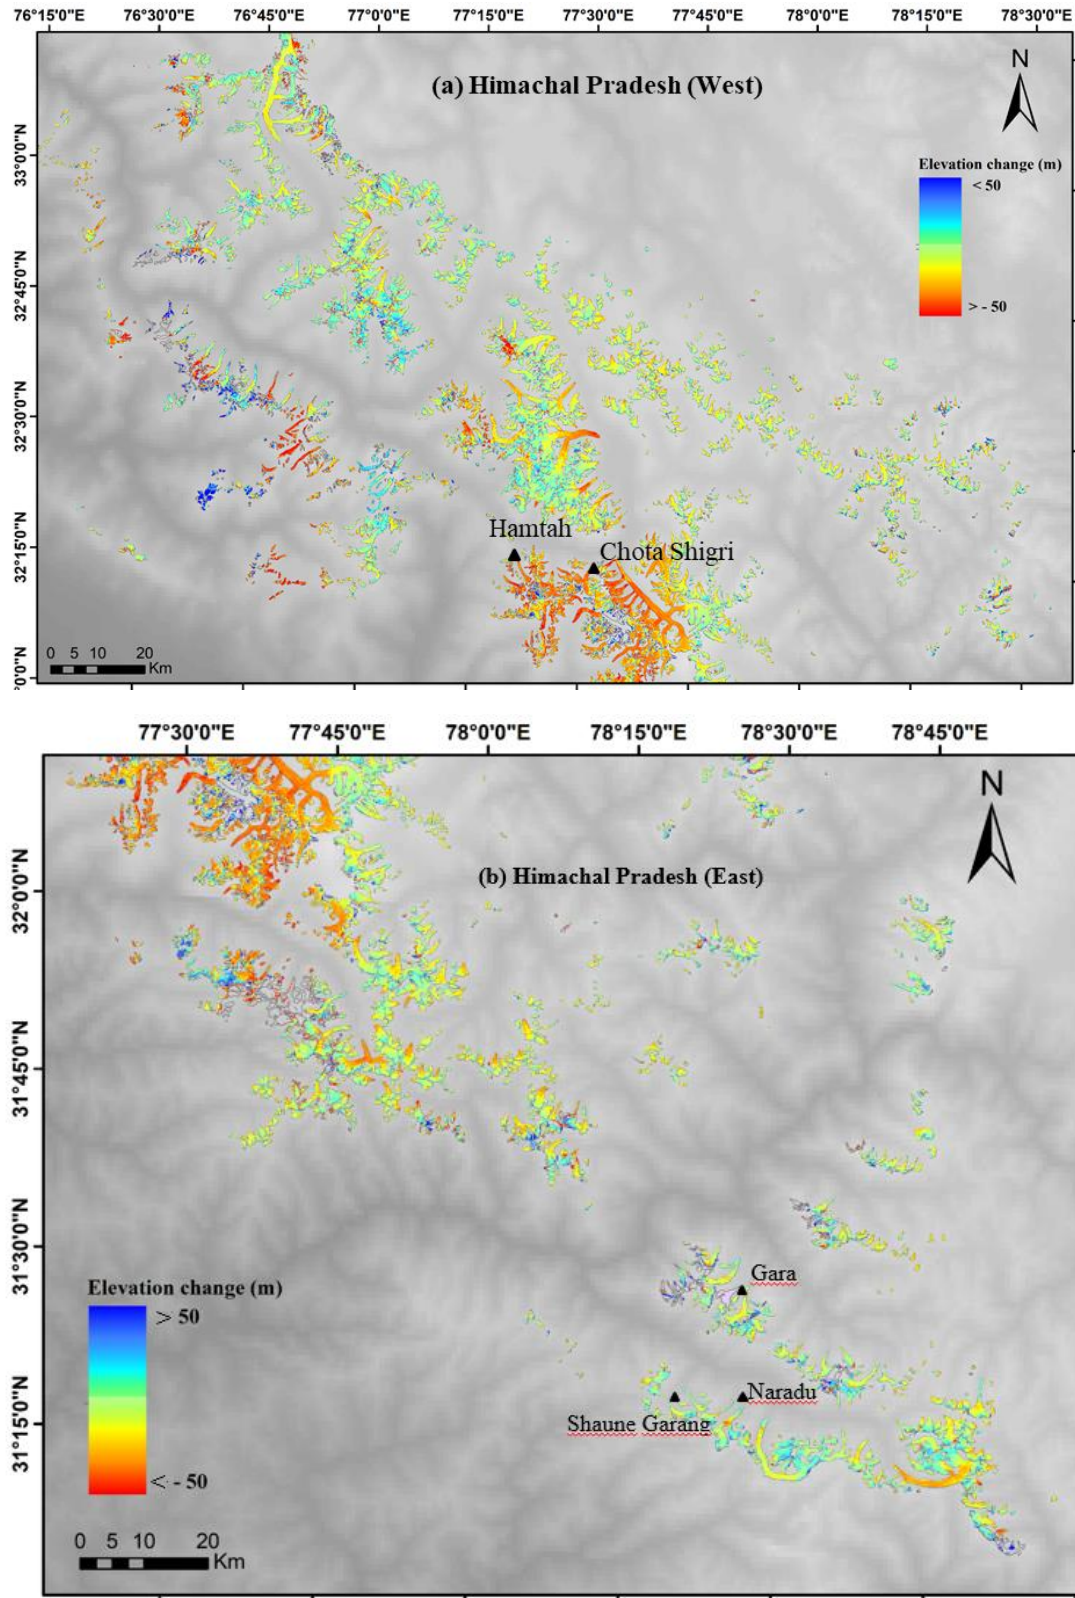 76°15'0"E 76°30'0"E 76°45'0"E 77°00'0"E 77°15'0"E 77°30'0"E 77°45'0"E 78°00'0"E 78°15'0"E 78°30'0"E
(a) Himachal Pradesh (West)
N
33°0'0"N
Elevation change (m)
< 50
> - 50
32°45'0"N
32°30'0"N
32°15'0"N
Hamtah
Chota Shigri
0 5 10 20
Km
°0'0"N
77°30'0"E 77°45'0"E 78°0'0"E 78°15'0"E 78°30'0"E 78°45'0"E
N
(b) Himachal Pradesh (East)
32°0'0"N
31°45'0"N
31°30'0"N
Gara
Elevation change (m)
> 50
< - 50
Naradu
Shaune Garang
31°15'0"N
0 5 10 20
Km